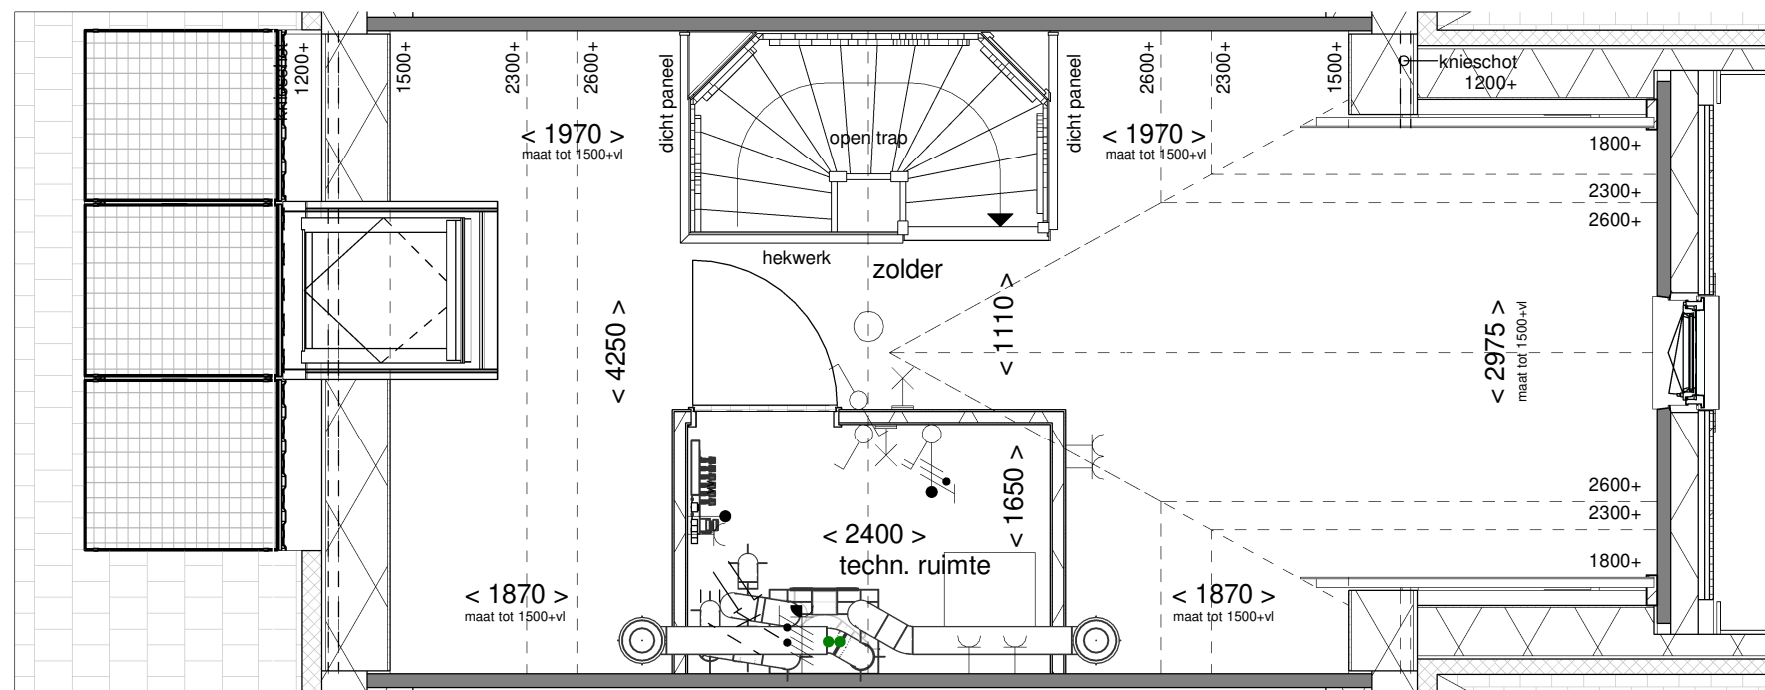 knieschot
1200+
1500+
2300+
2600+
dicht paneel
open trap
dicht paneel
2600+
2300+
1500+
knieschot
1200+
< 1970 >
maat tot 1500+vl
< 1970 >
maat tot 1500+vl
1800+
2300+
2600+
hekwerk
zolder
< 4250 >
< 1110 >
< 2975 >
maat tot 1500+vl
< 1650 >
< 2400 >
techn. ruimte
2600+
2300+
1800+
< 1870 >
maat tot 1500+vl
< 1870 >
maat tot 1500+vl